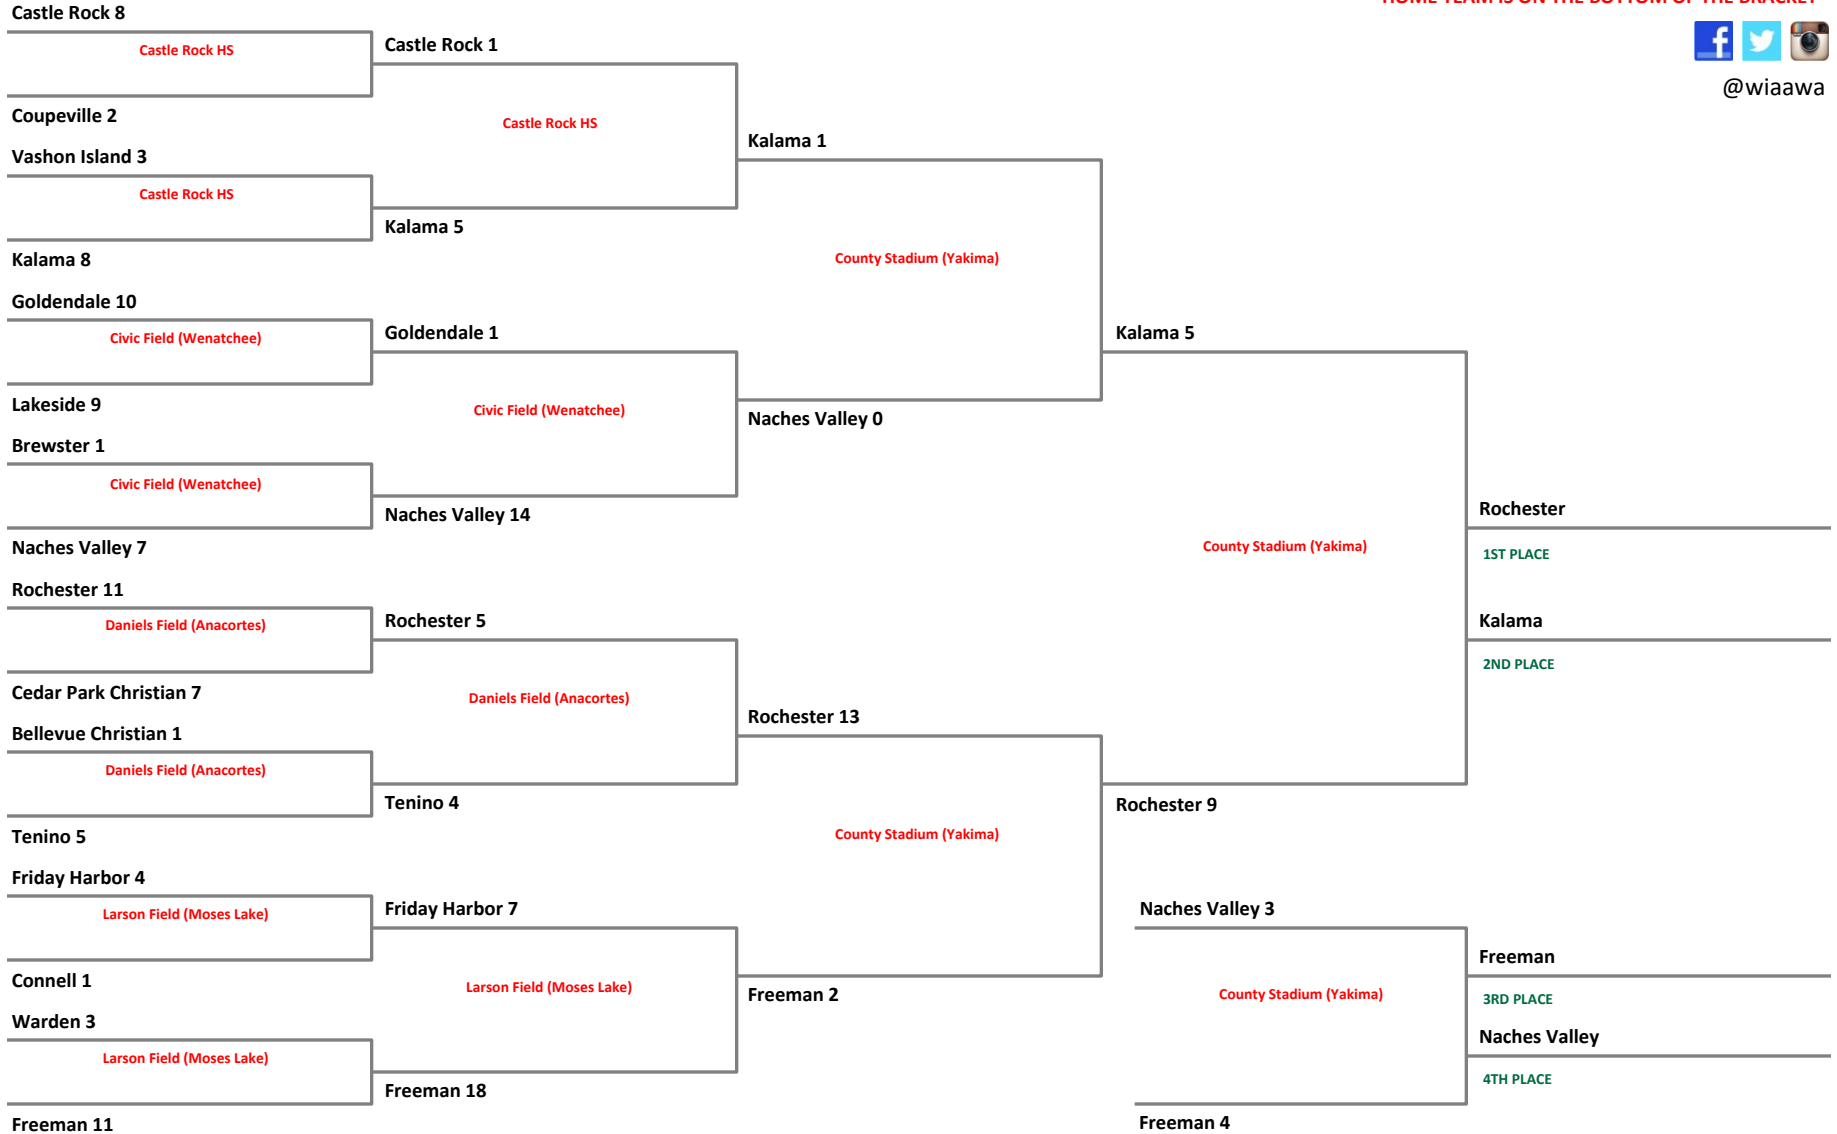 HOME TEAM IS ON THE BOTTOM OF THE BRACKET
@wiaawa
Castle Rock 8
Castle Rock HS
Coupeville 2
Vashon Island 3
Castle Rock HS
Kalama 8
Goldendale 10
Civic Field (Wenatchee)
Lakeside 9
Brewster 1
Civic Field (Wenatchee)
Naches Valley 7
Rochester 11
Daniels Field (Anacortes)
Cedar Park Christian 7
Bellevue Christian 1
Daniels Field (Anacortes)
Tenino 5
Friday Harbor 4
Larson Field (Moses Lake)
Connell 1
Warden 3
Larson Field (Moses Lake)
Freeman 11
Castle Rock 1
Castle Rock HS
Kalama 5
Goldendale 1
Civic Field (Wenatchee)
Naches Valley 14
Rochester 5
Daniels Field (Anacortes)
Tenino 4
Friday Harbor 7
Larson Field (Moses Lake)
Freeman 18
Kalama 1
County Stadium (Yakima)
Naches Valley 0
Rochester 13
County Stadium (Yakima)
Freeman 2
Kalama 5
County Stadium (Yakima)
Rochester 9
Naches Valley 3
County Stadium (Yakima)
Freeman 4
Rochester
1ST PLACE
Kalama
2ND PLACE
Freeman
3RD PLACE
Naches Valley
4TH PLACE